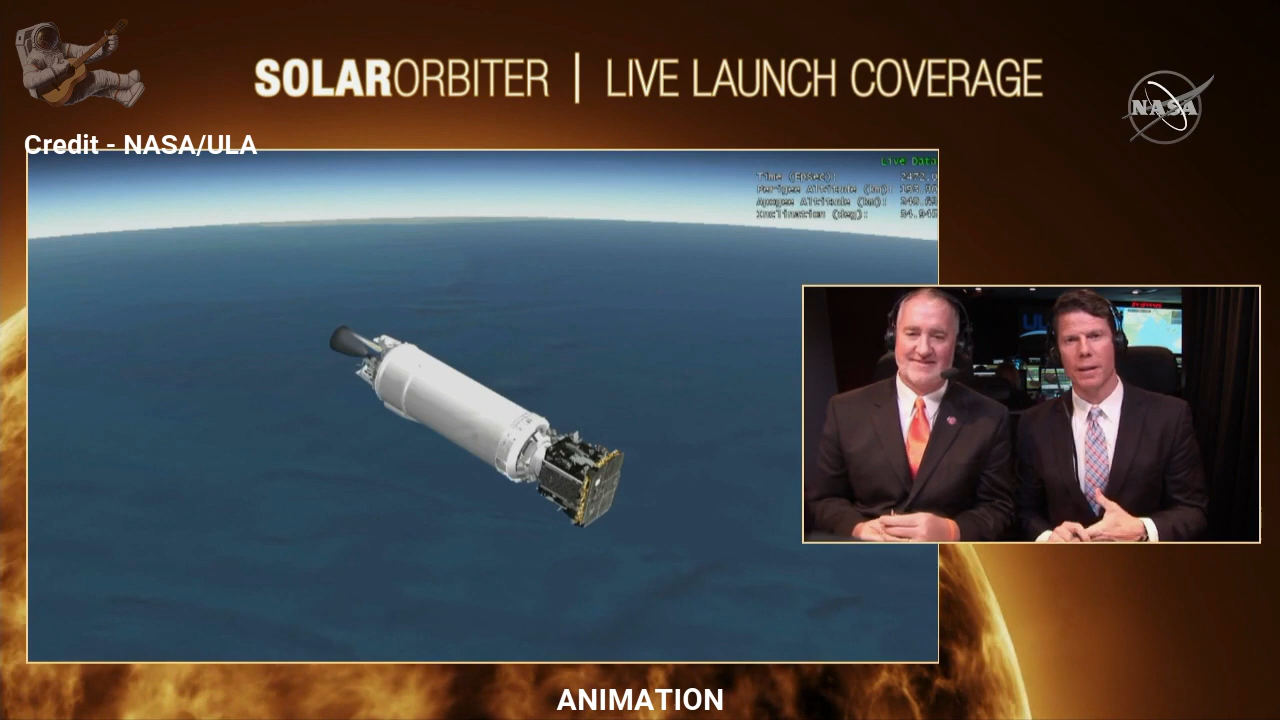 SOLARORBITER | LIVE LAUNCH COVERAGE
NASA
Credit - NASA/ULA
Live Data
Time (EpSec):
Perigee Altitude (km):
Apogee Altitude (km):
Inclination (deg):
ANIMATION